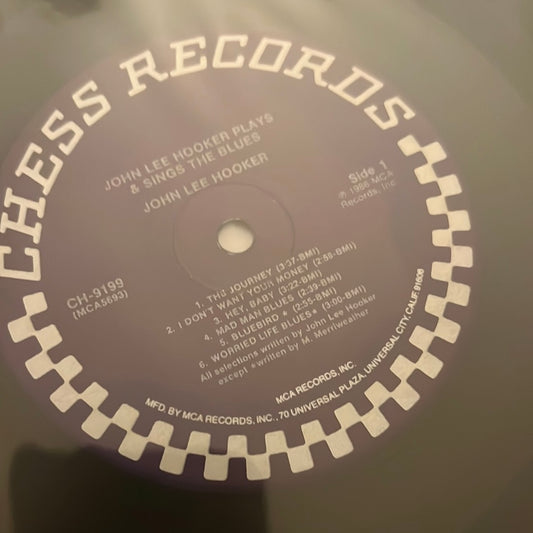 CHESS RECORDS
JOHN LEE HOOKER PLAYS
& SINGS THE BLUES
JOHN LEE HOOKER
Side 1
℗ 1986 MCA
Records, Inc
CH-9199
(MCA5693)
1. THE JOURNEY (3:37-BMI)
2. I DON'T WANT YOUR MONEY (2:59-BMI)
3. HEY, BABY (3:22-BMI)
4. MAD MAN BLUES (2:39-BMI)
5. BLUEBIRD * (3:55-BMI)
6. WORRIED LIFE BLUES* (3:00-BMI)
All selections written by John Lee Hooker
except *written by M. Merriweather
MCA RECORDS, INC.
MFD. BY MCA RECORDS, INC., 70 UNIVERSAL PLAZA, UNIVERSAL CITY, CALIF. 91608